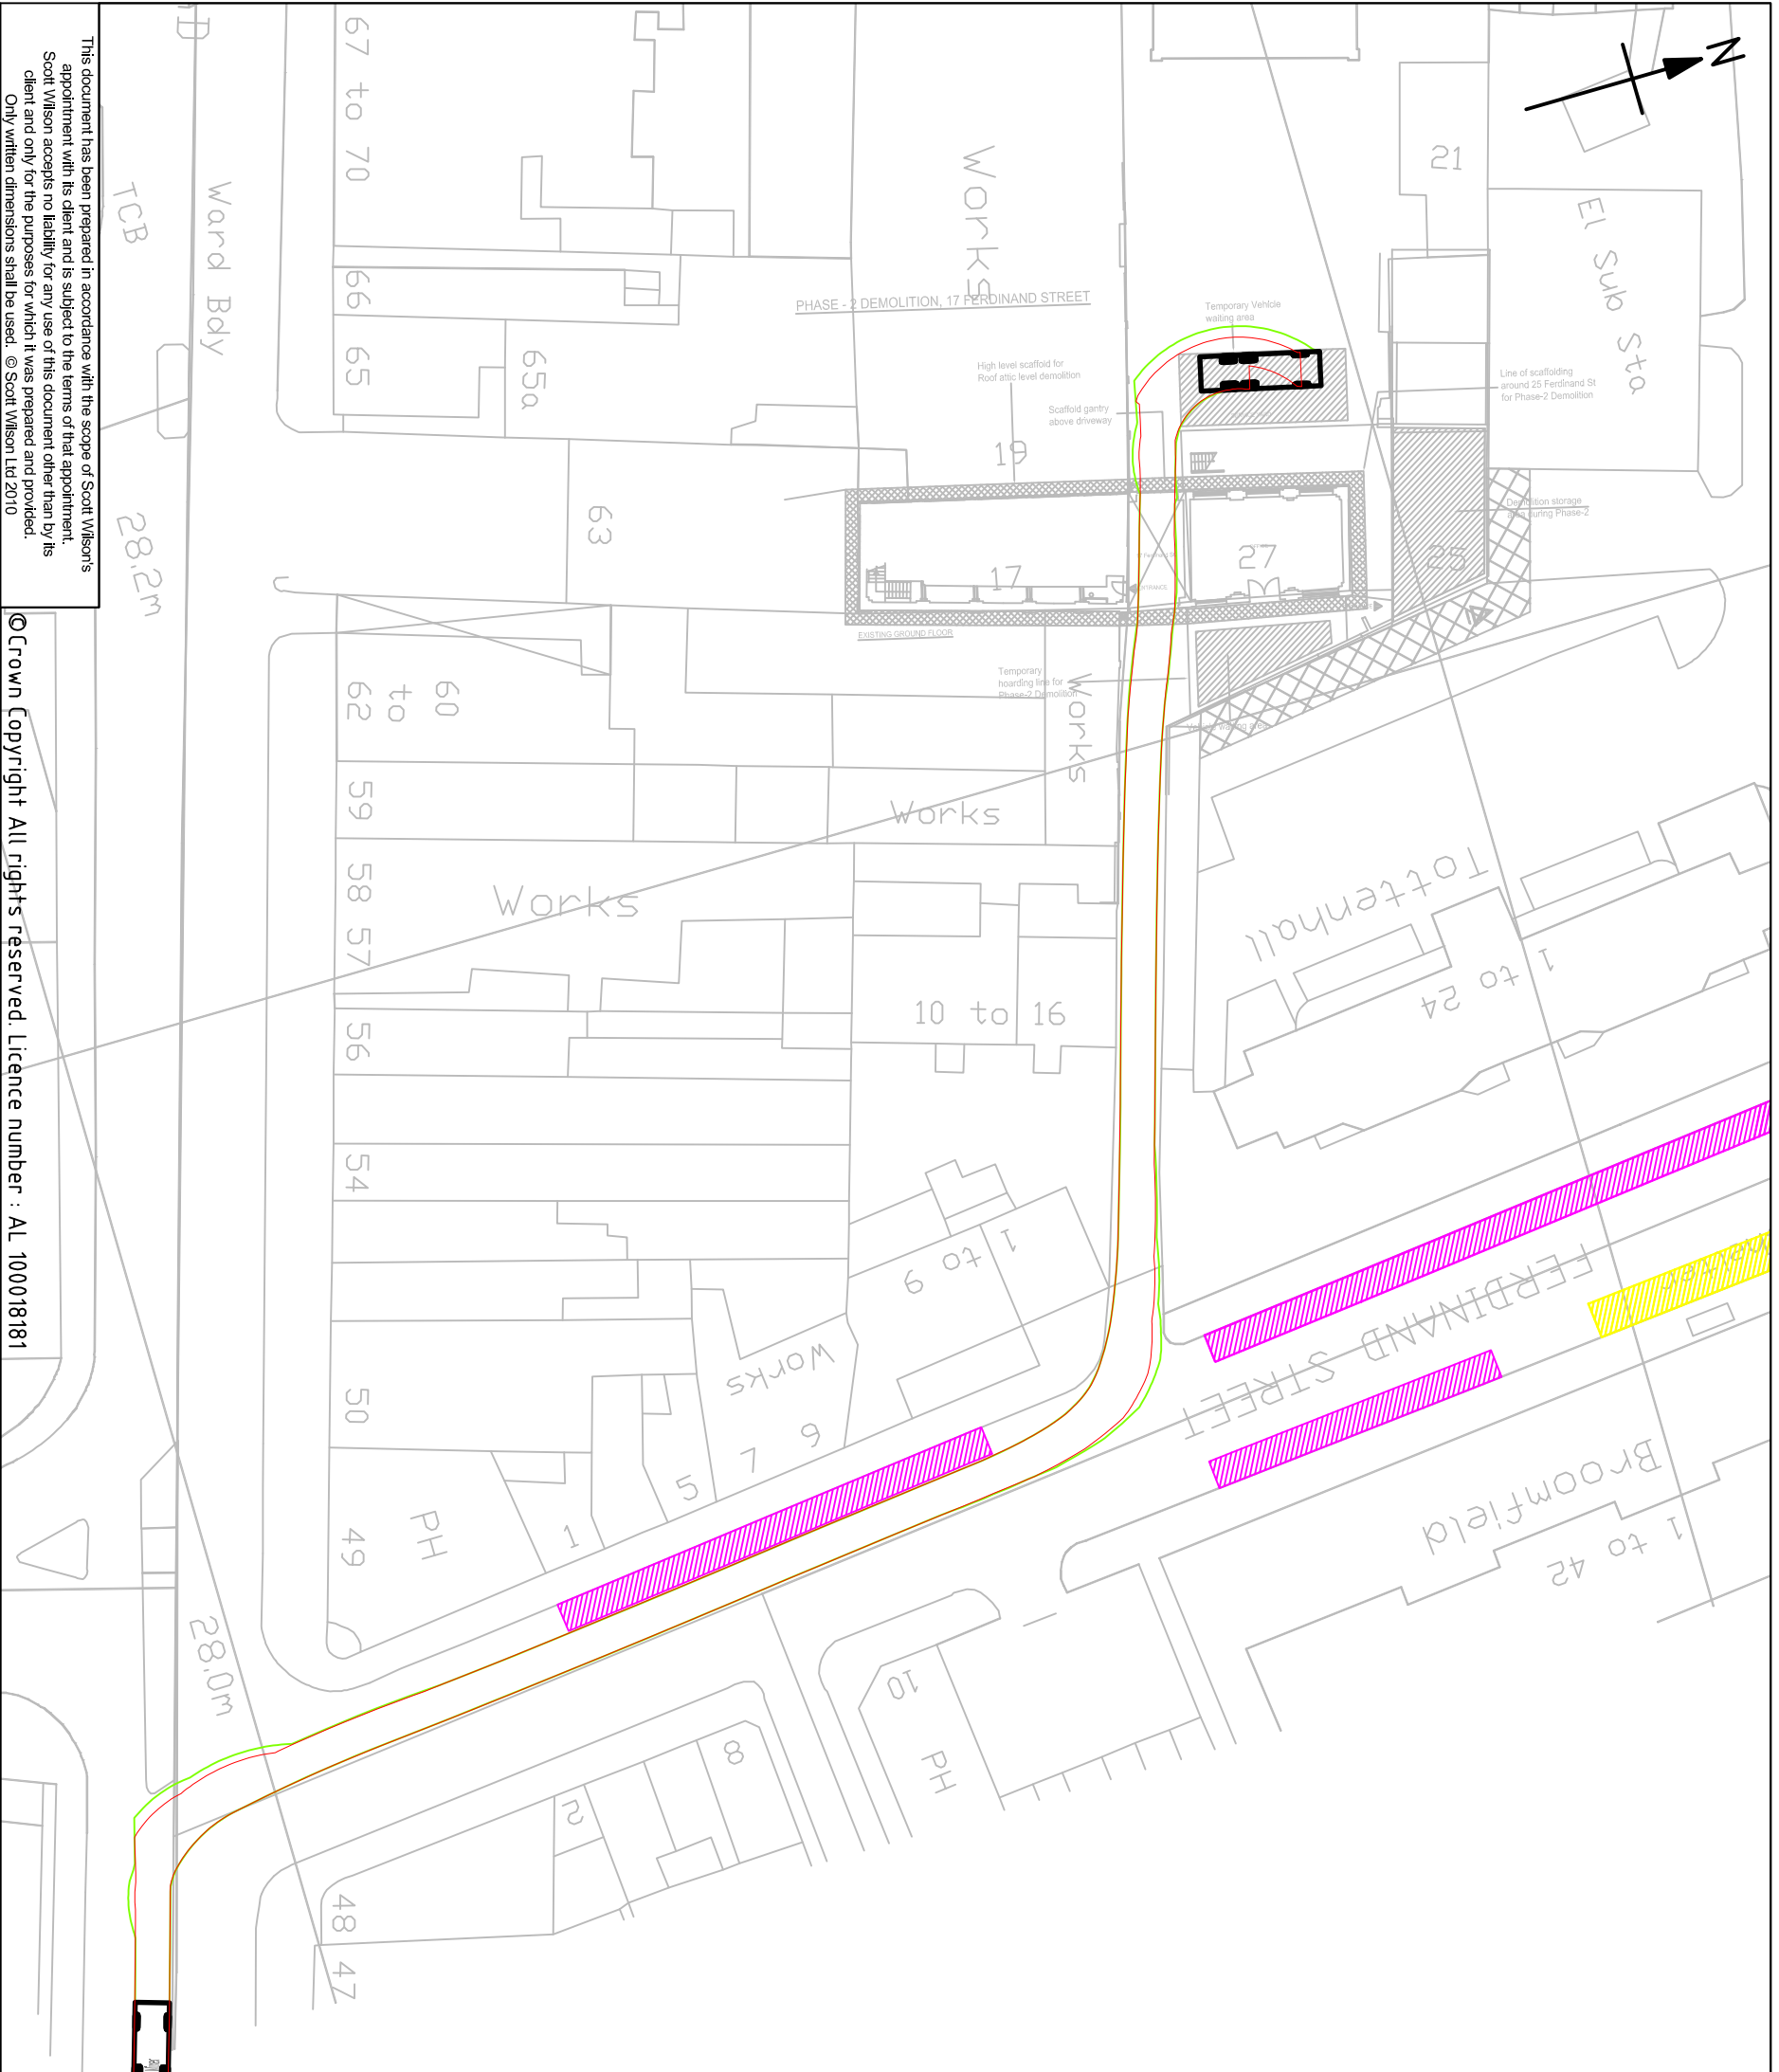 This document has been prepared in accordance with the scope of Scott Wilson's
appointment with its client and is subject to the terms of that appointment.
Scott Wilson accepts no liability for any use of this document other than by its
client and only for the purposes for which it was prepared and provided.
Only written dimensions shall be used. © Scott Wilson Ltd 2010
©Crown Copyright All rights reserved. Licence number : AL 100018181
N
21
El Sub Sta
67 to 70
Works
TCB
Ward Bdy
66
65
65a
PHASE - 2 DEMOLITION, 17 FERDINAND STREET
Temporary Vehicle
waiting area
High level scaffold for
Roof attic level demolition
Scaffold gantry
above driveway
Line of scaffolding
around 25 Ferdinand St
for Phase-2 Demolition
19
Demolition storage
area during Phase-2
28.2m
63
17
27
25
ENTRANCE
EXISTING GROUND FLOOR
Temporary
hoarding line for
Phase-2 Demolition
Works
Vehicle waiting area
60
to
62
59
Works
58
Works
57
Tottenhall
1 to 24
10 to 16
56
54
1 to 9
FERDINAND STREET
Works
50
9
7
5
1
PH
49
Broomfield
1 to 42
28.0m
10
PH
8
2
48
47